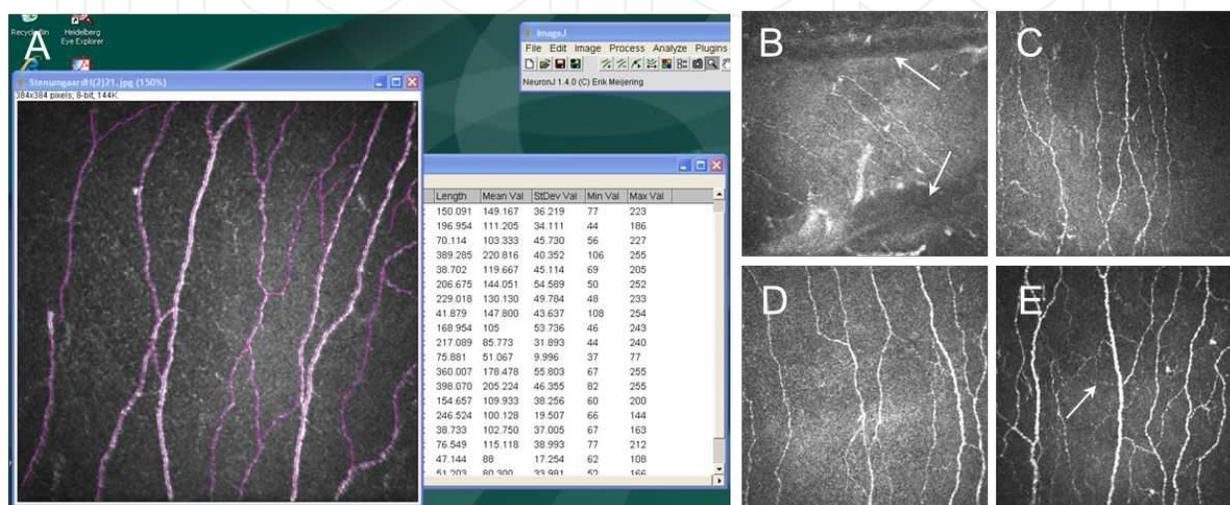 A
Recycle Bin
Heidelberg
Eye Explorer
ImageJ
File Edit Image Process Analyze Plugins
NeuronJ 1.4.0 (C) Erik Meijering
(150%)
384x384 pixels; 8-bit; 144K
Length Mean Val StDev Val Min Val Max Val
150.091 149.167 36.219 77 223
196.954 111.205 34.111 44 186
70.114 103.333 45.730 56 227
389.285 220.816 40.352 106 255
38.702 119.667 45.114 69 205
206.675 144.051 54.589 50 252
229.018 130.130 49.784 48 233
41.879 147.800 43.637 108 254
168.954 105 53.736 46 243
217.089 85.773 31.893 44 240
75.881 51.067 9.996 37 77
360.007 178.478 55.803 67 255
398.070 205.224 46.355 82 255
154.657 109.933 38.256 60 200
246.524 100.128 19.507 66 144
38.733 102.750 37.005 67 163
76.549 115.118 38.993 77 212
47.144 88 17.254 62 108
51.203 80.300 33.981 52 166
B
C
D
E